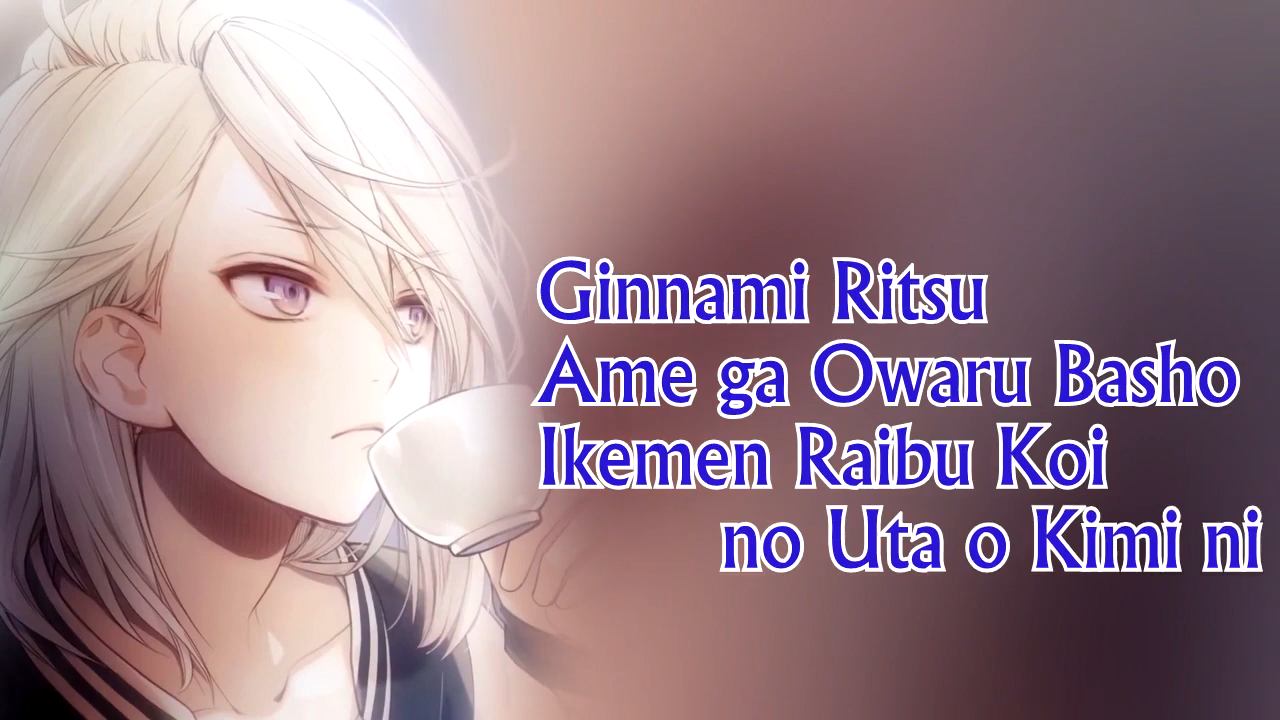 Ginnami Ritsu
Ame ga Owaru Basho
Ikemen Raibu Koi
no Uta o Kimi ni